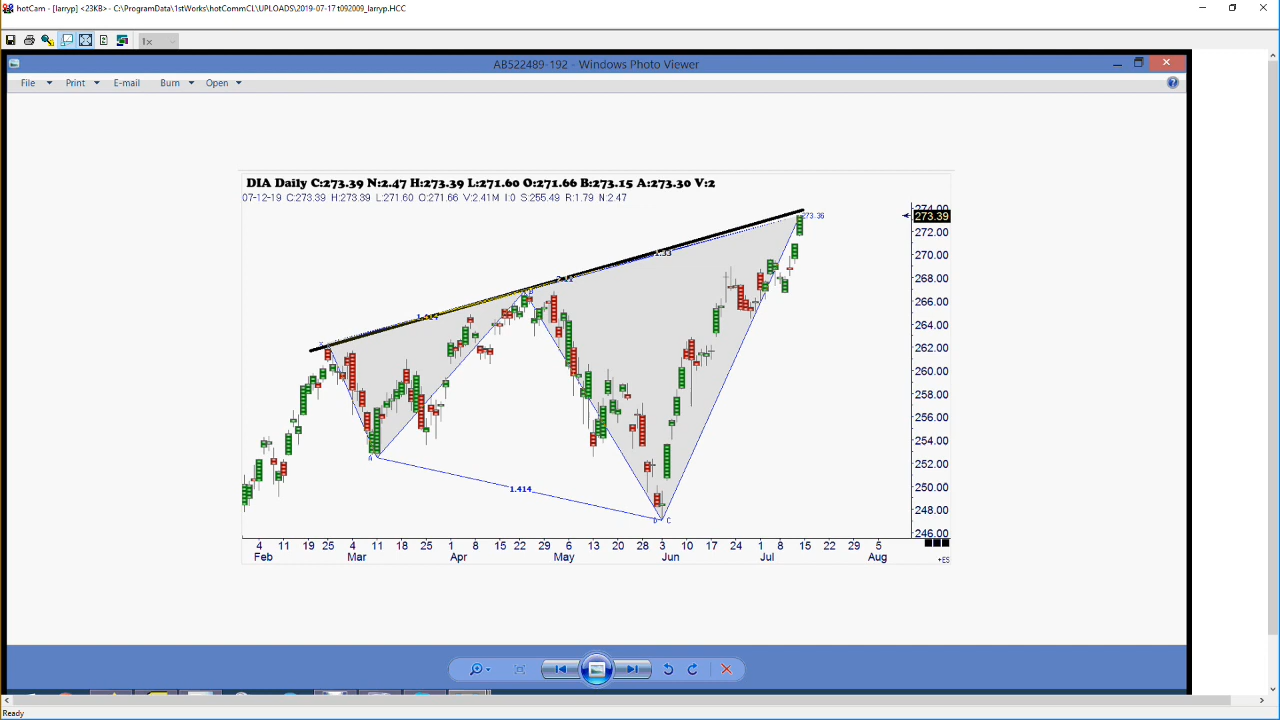 hotCam - [larryp] <23KB> - C:\ProgramData\1stWorks\hotCommCL\UPLOADS\2019-07-17 t092009_larryp.HCC
1x
AB522489-192 - Windows Photo Viewer
File Print E-mail Burn Open
DIA Daily C:273.39 N:2.47 H:273.39 L:271.60 O:271.66 B:273.15 A:273.30 V:2
07-12-19 C:273.39 H:273.39 L:271.60 O:271.66 V:2.41M I:0 S:255.49 R:1.79 N:2.47
274.00
273.36
273.39
272.00
270.00
268.00
266.00
264.00
262.00
260.00
258.00
256.00
254.00
A
252.00
1.414
250.00
248.00
D C
246.00
4 11 19 25 4 11 18 25 1 8 15 22 29 6 13 20 28 3 10 17 24 1 8 15 22 29 5
Feb Mar Apr May Jun Jul Aug
+ES
Ready